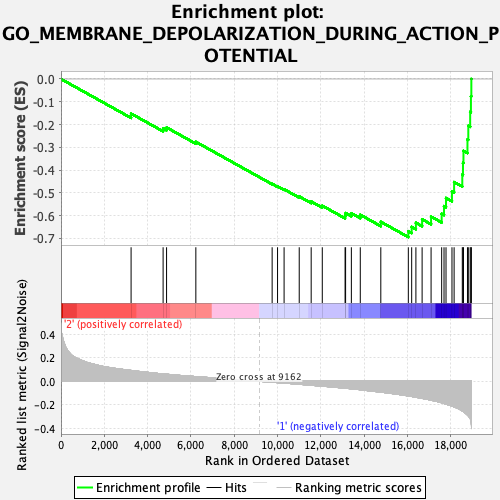 Enrichment plot:
GO_MEMBRANE_DEPOLARIZATION_DURING_ACTION_P
OTENTIAL
Enrichment score (ES)
0.0
-0.1
-0.2
-0.3
-0.4
-0.5
-0.6
-0.7
'2' (positively correlated)
Ranked list metric (Signal2Noise)
0.4
0.2
0.0
-0.2
-0.4
Zero cross at 9162
'1' (negatively correlated)
0 2,000 4,000 6,000 8,000 10,000 12,000 14,000 16,000 18,000
Rank in Ordered Dataset
Enrichment profile Hits Ranking metric scores